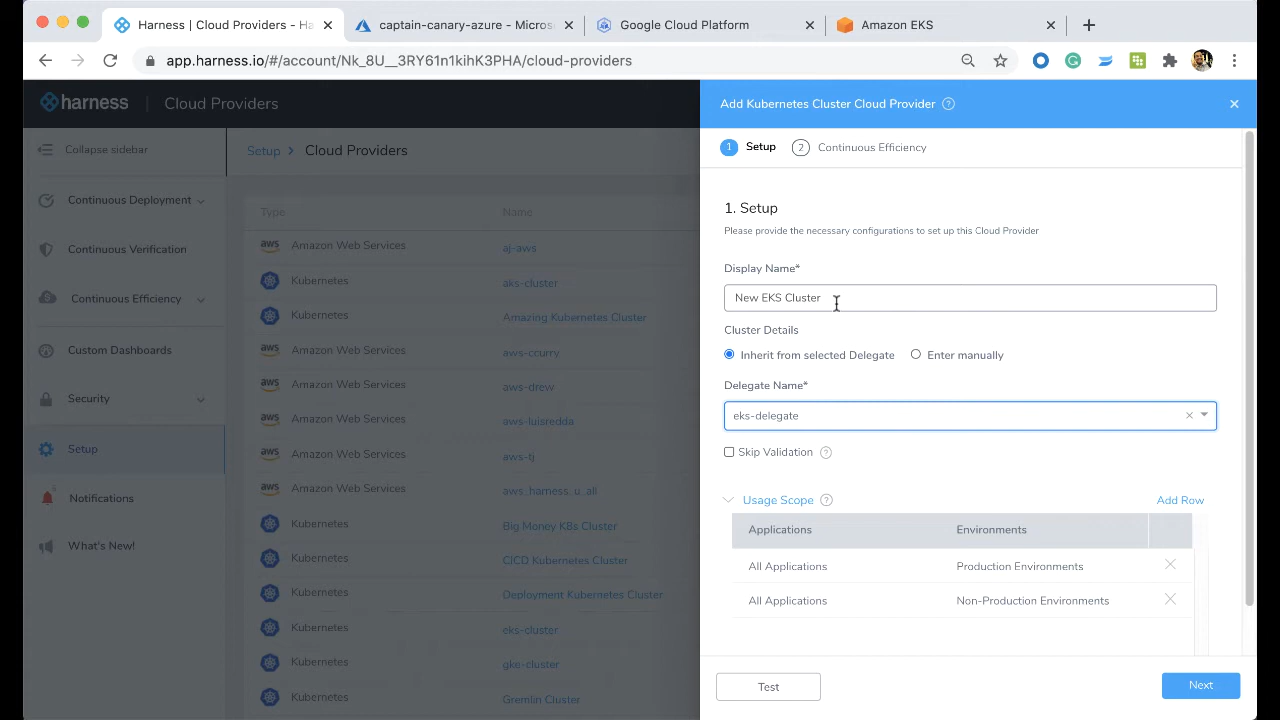 Harness | Cloud Providers - Ha
captain-canary-azure - Microso
Google Cloud Platform
Amazon EKS
app.harness.io/#/account/Nk_8U__3RY61n1kihK3PHA/cloud-providers
harness | Cloud Providers
Add Kubernetes Cluster Cloud Provider ?
Collapse sidebar
Continuous Deployment
Continuous Verification
Continuous Efficiency
Custom Dashboards
Security
Setup
Notifications
What's New!
Setup > Cloud Providers
Type Name
aws Amazon Web Services aj-aws
Kubernetes aks-cluster
Kubernetes Amazing Kubernetes Cluster
aws Amazon Web Services aws-ccurry
aws Amazon Web Services aws-drew
aws Amazon Web Services aws-luisredda
aws Amazon Web Services aws-tj
aws Amazon Web Services aws_harness_u_all
Kubernetes Big Money K8s Cluster
Kubernetes CICD Kubernetes Cluster
Kubernetes Deployment Kubernetes Cluster
Kubernetes eks-cluster
Kubernetes gke-cluster
Kubernetes Gremlin Cluster
1 Setup 2 Continuous Efficiency
1. Setup
Please provide the necessary configurations to set up this Cloud Provider
Display Name*
New EKS Cluster
Cluster Details
Inherit from selected Delegate Enter manually
Delegate Name*
eks-delegate
Skip Validation ?
Usage Scope ? Add Row
Applications Environments
All Applications Production Environments
All Applications Non-Production Environments
Test Next